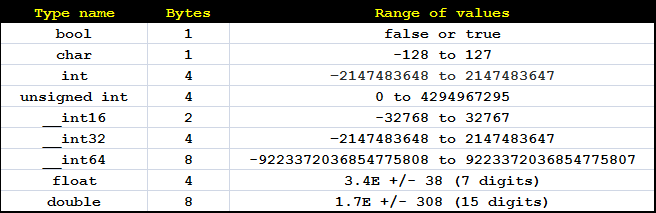 Type name Bytes Range of values
bool 1 false or true
char 1 -128 to 127
int 4 -2147483648 to 2147483647
unsigned int 4 0 to 4294967295
__int16 2 -32768 to 32767
__int32 4 -2147483648 to 2147483647
__int64 8 -9223372036854775808 to 9223372036854775807
float 4 3.4E +/- 38 (7 digits)
double 8 1.7E +/- 308 (15 digits)